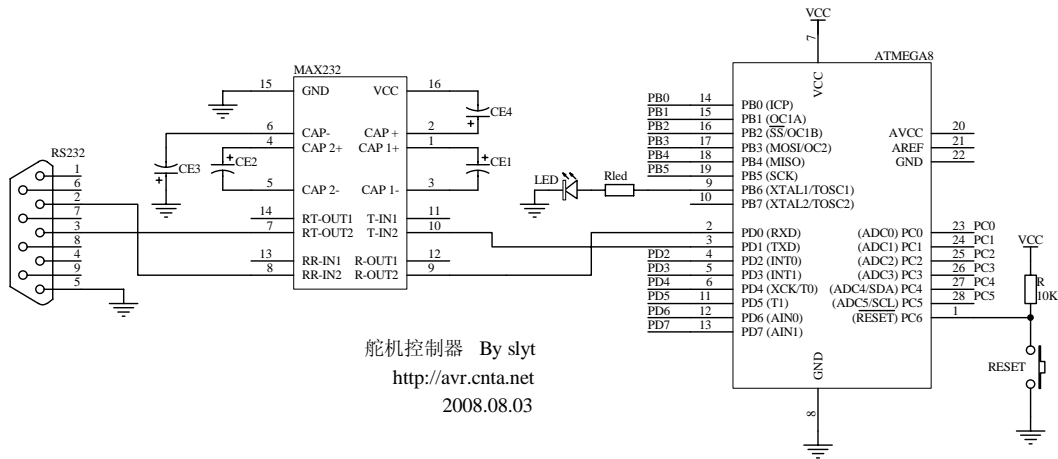 VCC
7
ATMEGA8
VCC
PB0 14 PB0 (ICP)
PB1 15 PB1 (OC1A)
PB2 16 PB2 (SS/OC1B)
PB3 17 PB3 (MOSI/OC2)
PB4 18 PB4 (MISO)
PB5 19 PB5 (SCK)
9 PB6 (XTAL1/TOSC1)
10 PB7 (XTAL2/TOSC2)
2 PD0 (RXD)
3 PD1 (TXD)
PD2 4 PD2 (INT0)
PD3 5 PD3 (INT1)
PD4 6 PD4 (XCK/T0)
PD5 11 PD5 (T1)
PD6 12 PD6 (AIN0)
PD7 13 PD7 (AIN1)
AVCC 20
AREF 21
GND 22
(ADC0) PC0 23 PC0
(ADC1) PC1 24 PC1
(ADC2) PC2 25 PC2
(ADC3) PC3 26 PC3
(ADC4/SDA) PC4 27 PC4
(ADC5/SCL) PC5 28 PC5
(RESET) PC6 1
GND
8
VCC
R
10K
RESET
LED
Rled
MAX232
15 GND VCC 16
CE4
6 CAP- CAP + 2
4 CAP 2+ CAP 1+ 1
CE3
CE2
CE1
5 CAP 2- CAP 1- 3
14 RT-OUT1 T-IN1 11
7 RT-OUT2 T-IN2 10
13 RR-IN1 R-OUT1 12
8 RR-IN2 R-OUT2 9
RS232
1
6
2
7
3
8
4
9
5
舵机控制器 By slyt
http://avr.cnta.net
2008.08.03